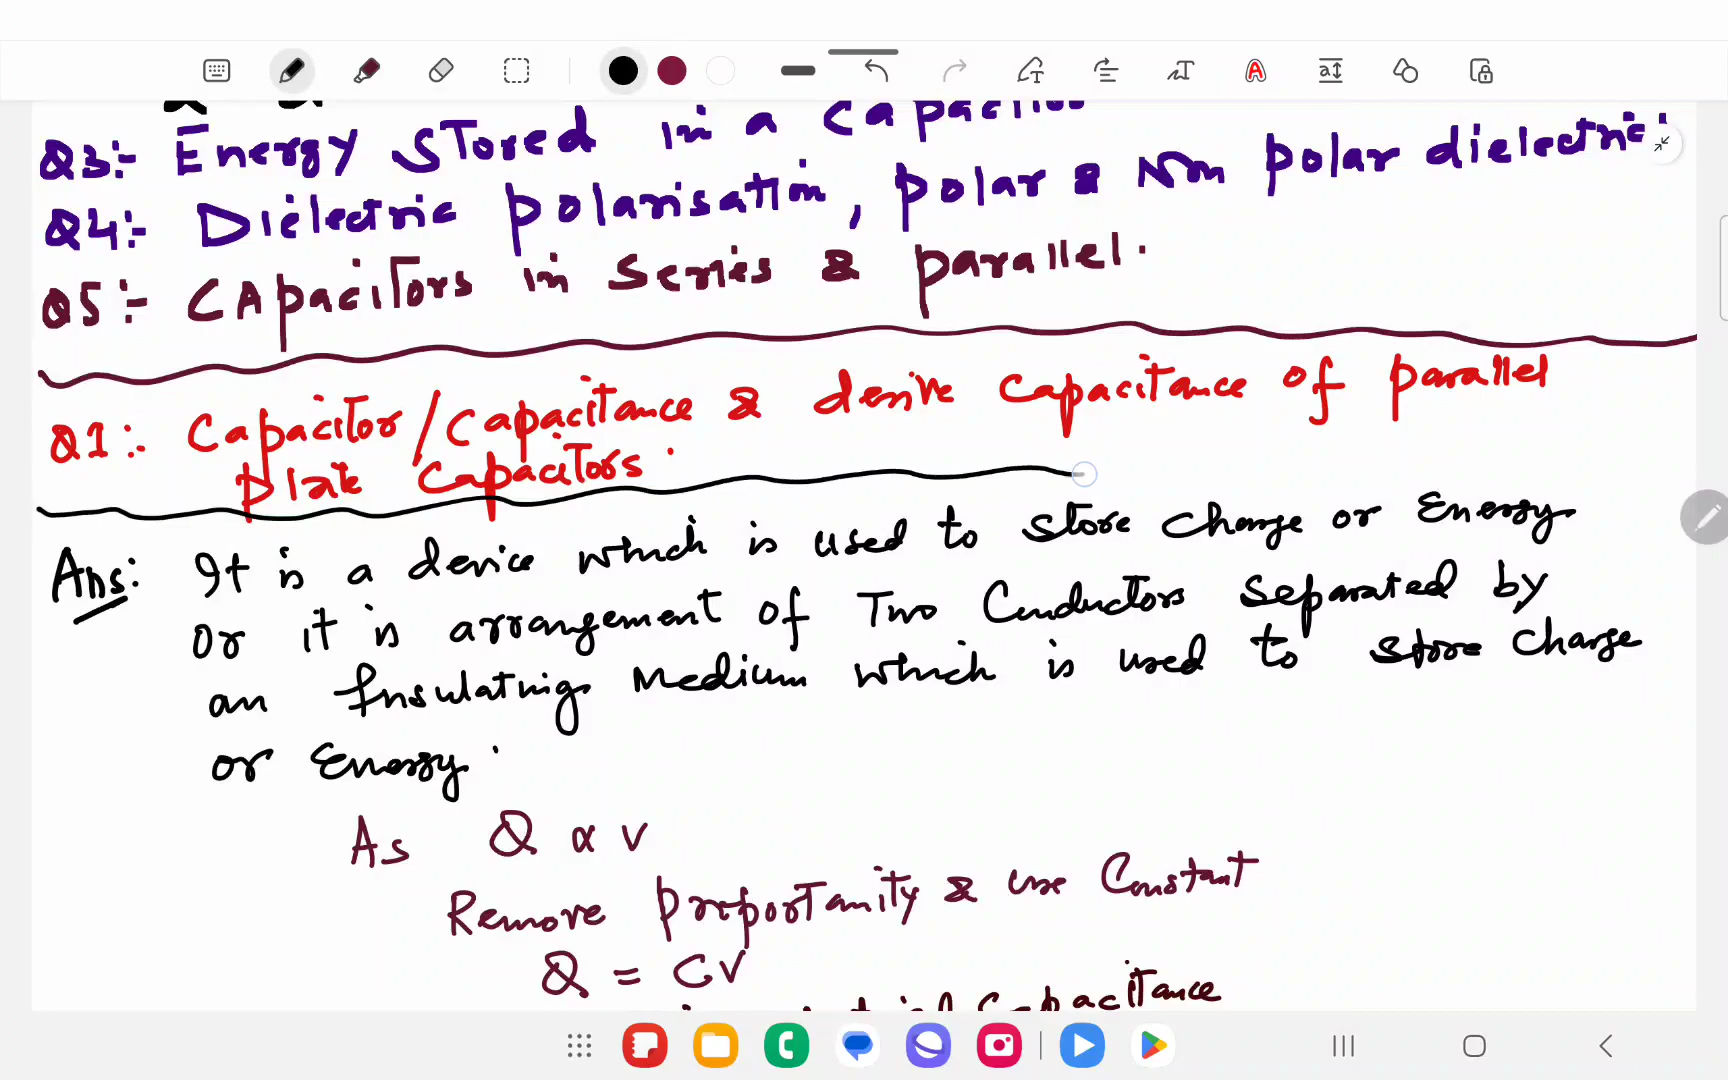 Q3:- Energy stored in a capacitor
Q4:- Dielectric polarisation, polar & Non polar dielectric
Q5:- CApacitors in series & parallel.
Q1:- Capacitor/Capacitance & derive capacitance of parallel
plate capacitors.
Ans: It is a device which is used to store charge or Energy
or it is arrangement of Two Conductors separated by
an Insulating Medium which is used to store charge
or Energy.
As Q ∝ V
Remove proportanity & use Constant
Q = CV
Capacitance